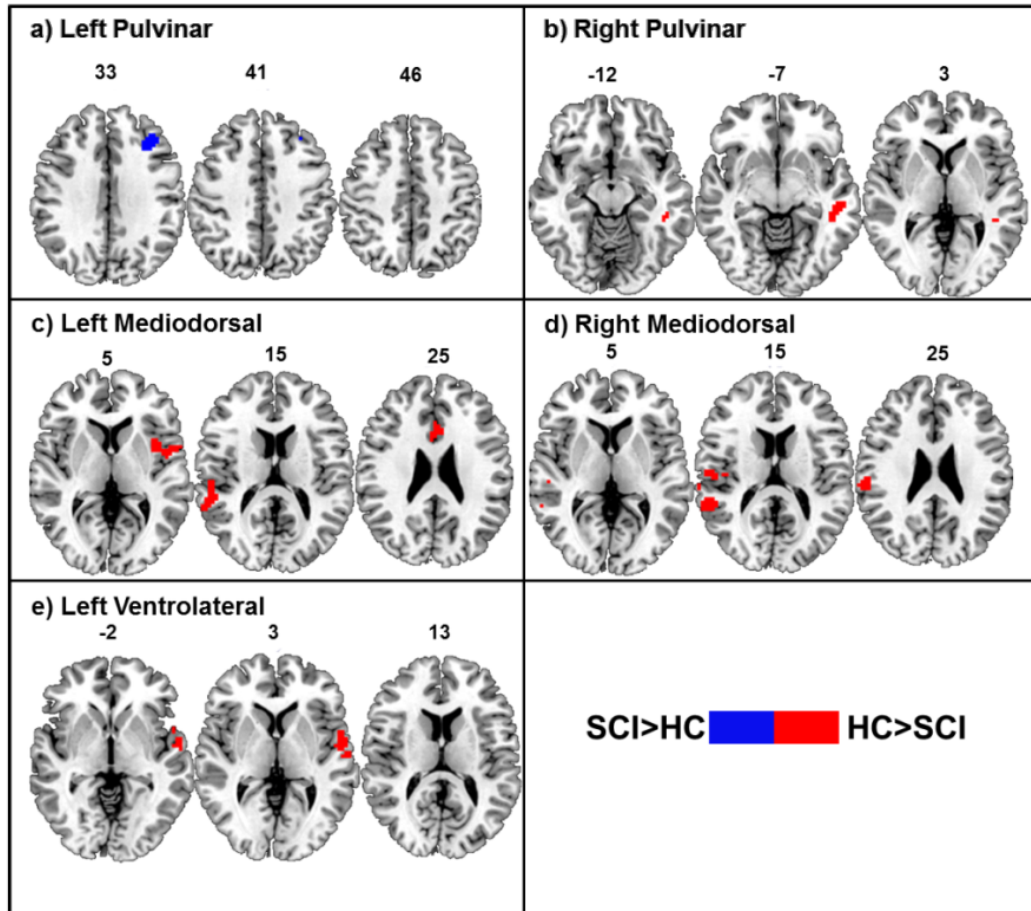 a) Left Pulvinar
33 41 46
b) Right Pulvinar
-12 -7 3
c) Left Mediodorsal
5 15 25
d) Right Mediodorsal
5 15 25
e) Left Ventrolateral
-2 3 13
SCI>HC HC>SCI